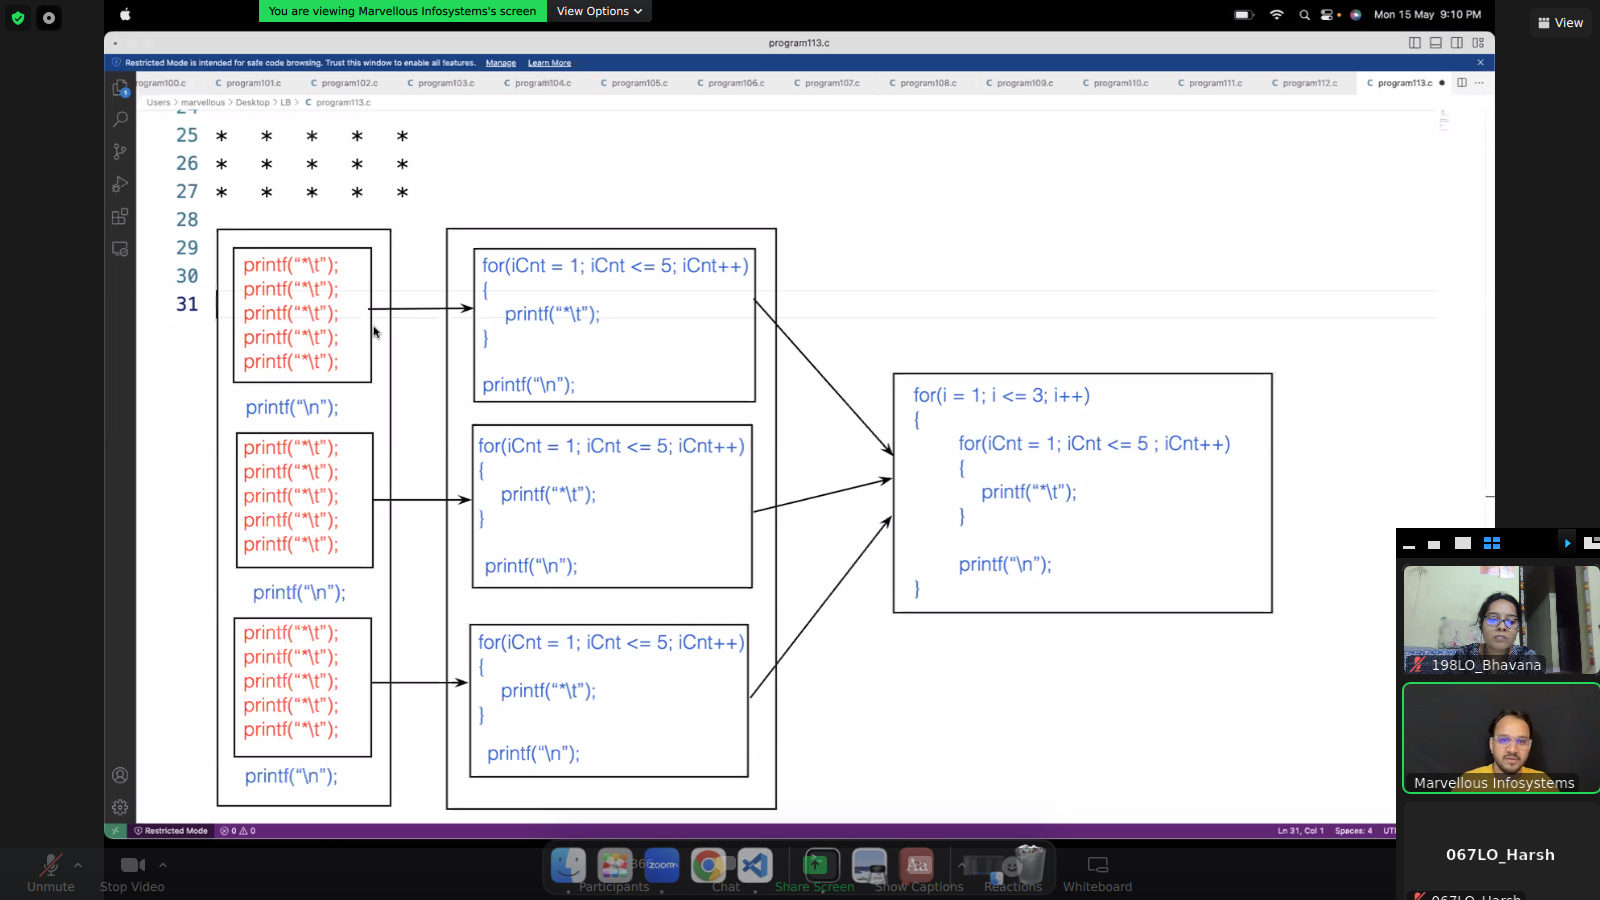 You are viewing Marvellous Infosystems's screen
View Options
Mon 15 May 9:10 PM
View
program113.c
Restricted Mode is intended for safe code browsing. Trust this window to enable all features. Manage Learn More
rogram100.c program101.c program102.c program103.c program104.c program105.c program106.c program107.c program108.c program109.c program110.c program111.c program112.c program113.c
Users > marvellous > Desktop > LB > program113.c
24
25 * * * * *
26 * * * * *
27 * * * * *
28
29
30
31
printf("*\t");
printf("*\t");
printf("*\t");
printf("*\t");
printf("*\t");
printf("\n");
printf("*\t");
printf("*\t");
printf("*\t");
printf("*\t");
printf("*\t");
printf("\n");
printf("*\t");
printf("*\t");
printf("*\t");
printf("*\t");
printf("*\t");
printf("\n");
for(iCnt = 1; iCnt <= 5; iCnt++)
{
printf("*\t");
}
printf("\n");
for(iCnt = 1; iCnt <= 5; iCnt++)
{
printf("*\t");
}
printf("\n");
for(iCnt = 1; iCnt <= 5; iCnt++)
{
printf("*\t");
}
printf("\n");
for(i = 1; i <= 3; i++)
{
for(iCnt = 1; iCnt <= 5 ; iCnt++)
{
printf("*\t");
}
printf("\n");
}
198LO_Bhavana
Marvellous Infosystems
067LO_Harsh
067LO_Harsh
Restricted Mode 0 0
Ln 31, Col 1 Spaces: 4 UT
Unmute
Stop Video
Participants
Chat
Share Screen
Show Captions
Reactions
Whiteboard
zoom
Aa